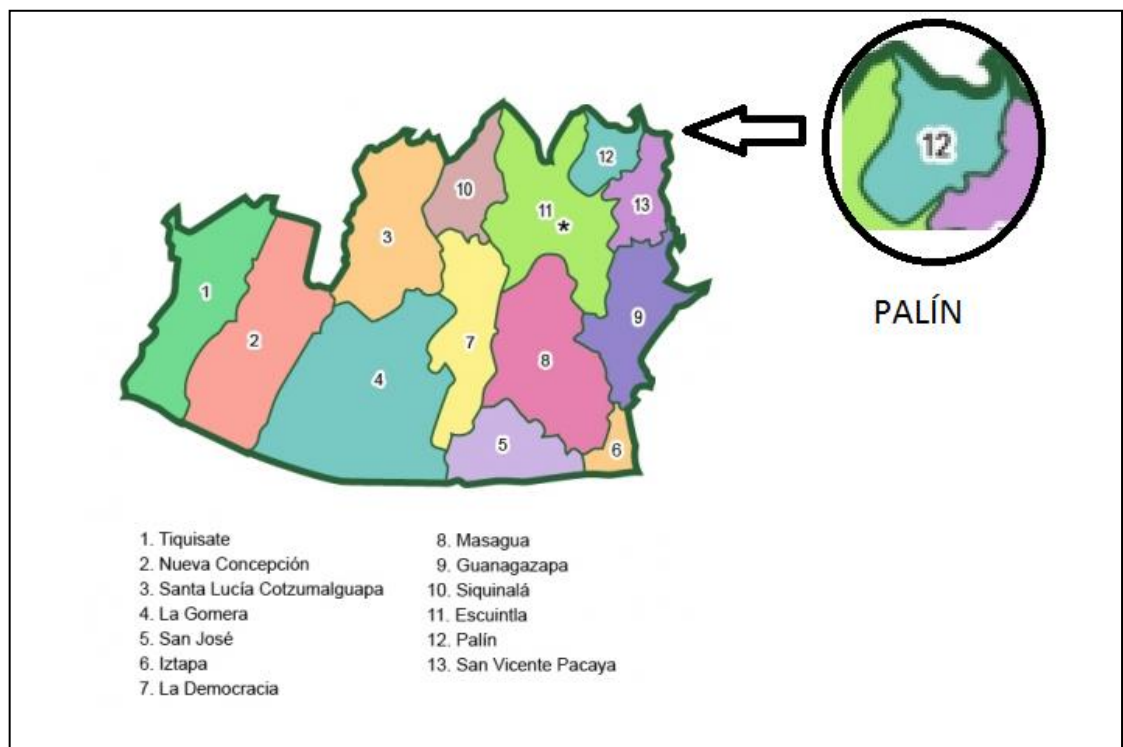 12
PALÍN
12
10
11
*
13
3
1
9
2
7
8
4
5
6
1. Tiquisate
2. Nueva Concepción
3. Santa Lucía Cotzumalguapa
4. La Gomera
5. San José
6. Iztapa
7. La Democracia
8. Masagua
9. Guanagazapa
10. Siquinalá
11. Escuintla
12. Palín
13. San Vicente Pacaya